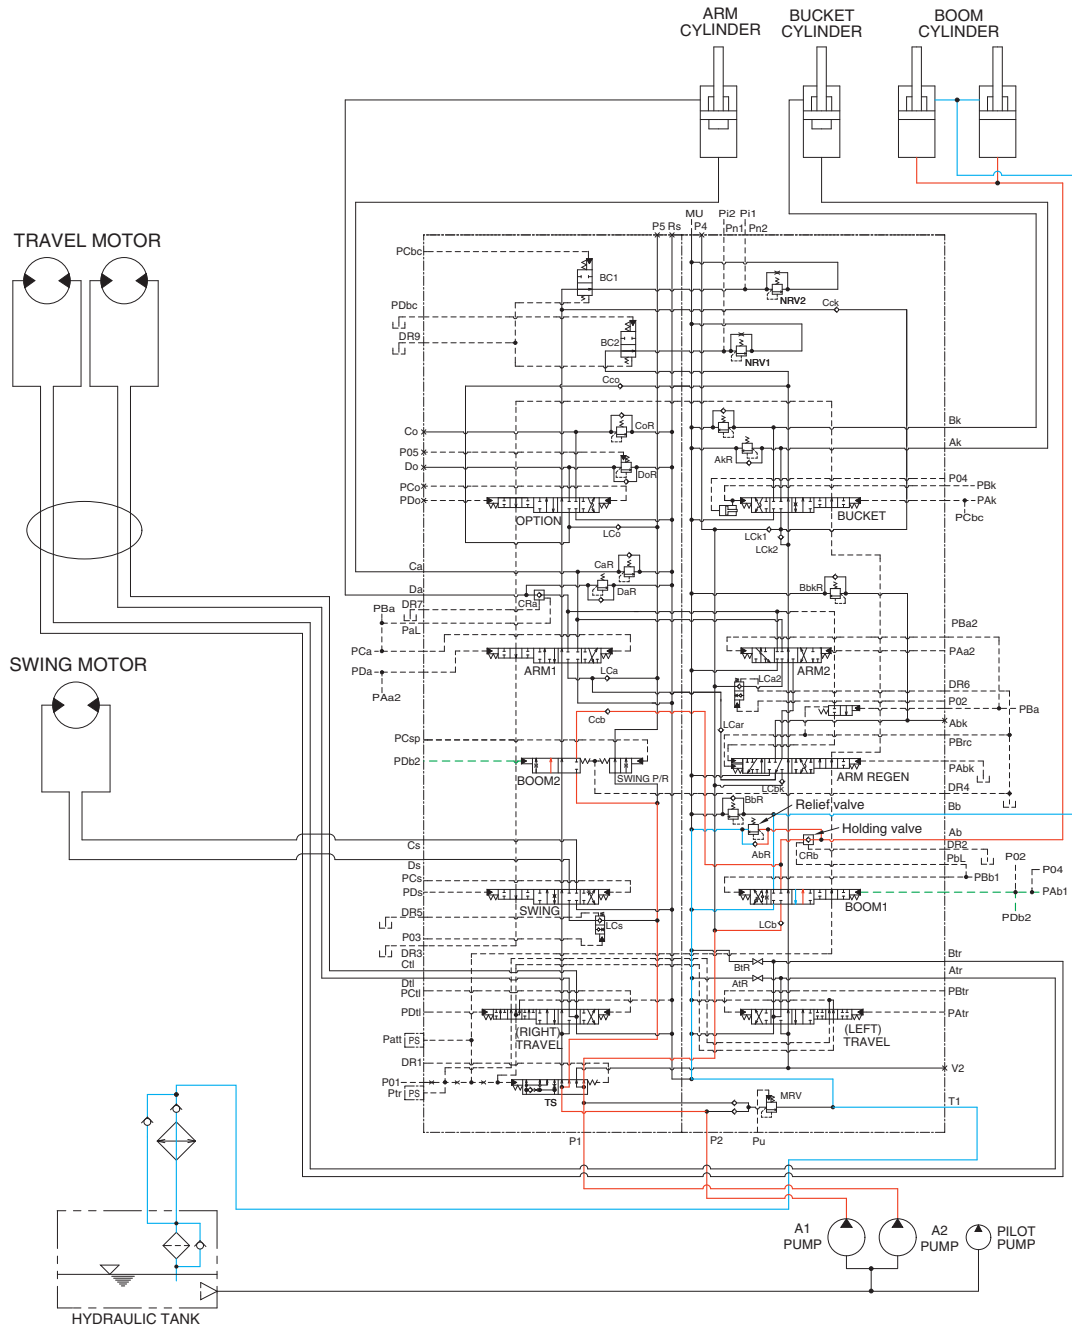 ARM CYLINDER
BUCKET CYLINDER
BOOM CYLINDER
TRAVEL MOTOR
SWING MOTOR
MU
Pi2 Pi1
P5 Rs
P4
Pn1 Pn2
PCbc
BC1
NRV2
Cck
PDbc
DR9
BC2
NRV1
Cco
Co
CoR
Bk
P05
Ak
Do
DoR
AkR
PCo
P04
PBk
PDo
PAk
OPTION
BUCKET
PCbc
LCo
LCk1
LCk2
Ca
CaR
Da
DaR
BbkR
CRa
DR7
PBa
PaL
PBa2
PCa
PAa2
PDa
ARM1
ARM2
PAa2
LCa
LCa2
DR6
P02
PBa
Ccb
LCar
Abk
PCsp
PBrc
PDb2
PAbk
BOOM2
SWING P/R
ARM REGEN
LCbk
DR4
BbR
Relief valve
Bb
Holding valve
Ab
AbR
CRb
DR2
Cs
PbL
P02
Ds
P04
PCs
PBb1
PDs
PAb1
SWING
BOOM1
PDb2
DR5
LCs
LCb
P03
DR3
Btr
Ctl
BtR
Atr
Dtl
AtR
PCtl
PBtr
PDtl
PAtr
(RIGHT) TRAVEL
(LEFT) TRAVEL
Patt PS
DR1
V2
P01
Ptr PS
TS
MRV
T1
P1
P2
Pu
A1 PUMP
A2 PUMP
PILOT PUMP
HYDRAULIC TANK